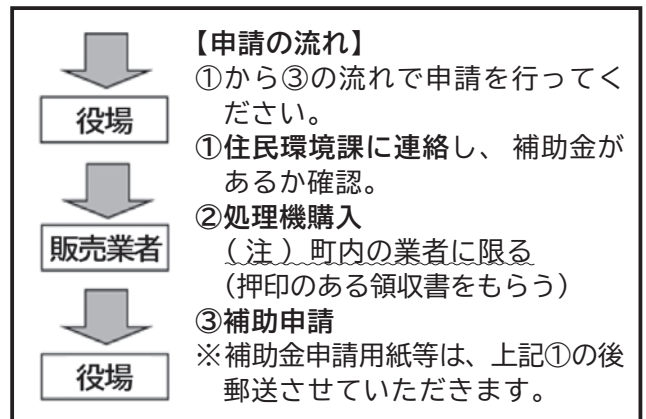 【申請の流れ】
①から③の流れで申請を行ってく
ださい。
役場
①住民環境課に連絡し、 補助金が
あるか確認。
②処理機購入
販売業者
(注)町内の業者に限る
(押印のある領収書をもらう)
③補助申請
※補助金申請用紙等は、上記①の後
役場
郵送させていただきます。